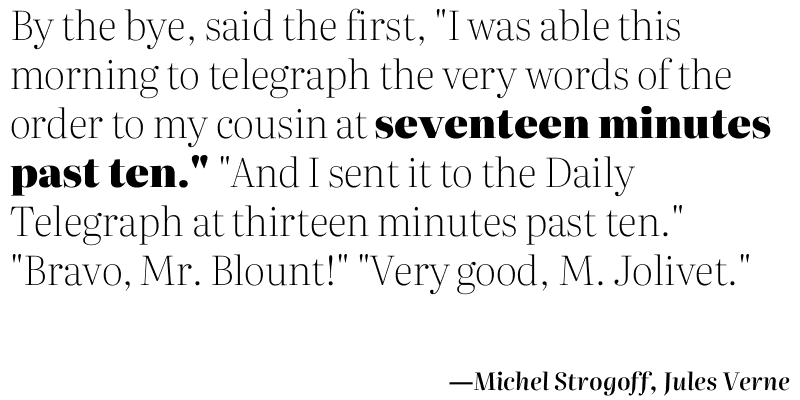 By the bye, said the first, "I was able this
morning to telegraph the very words of the
order to my cousin at seventeen minutes
past ten." "And I sent it to the Daily
Telegraph at thirteen minutes past ten."
"Bravo, Mr. Blount!" "Very good, M. Jolivet."
—Michel Strogoff, Jules Verne